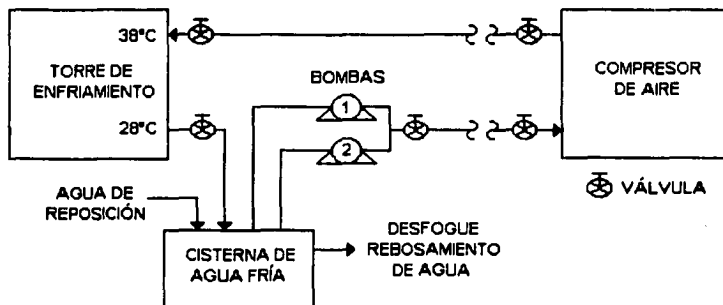 38°C
TORRE DE
ENFRIAMIENTO
28°C
BOMBAS
1
2
COMPRESOR
DE AIRE
VÁLVULA
AGUA DE
REPOSICIÓN
CISTERNA DE
AGUA FRÍA
DESFOGUE
REBOSAMIENTO
DE AGUA